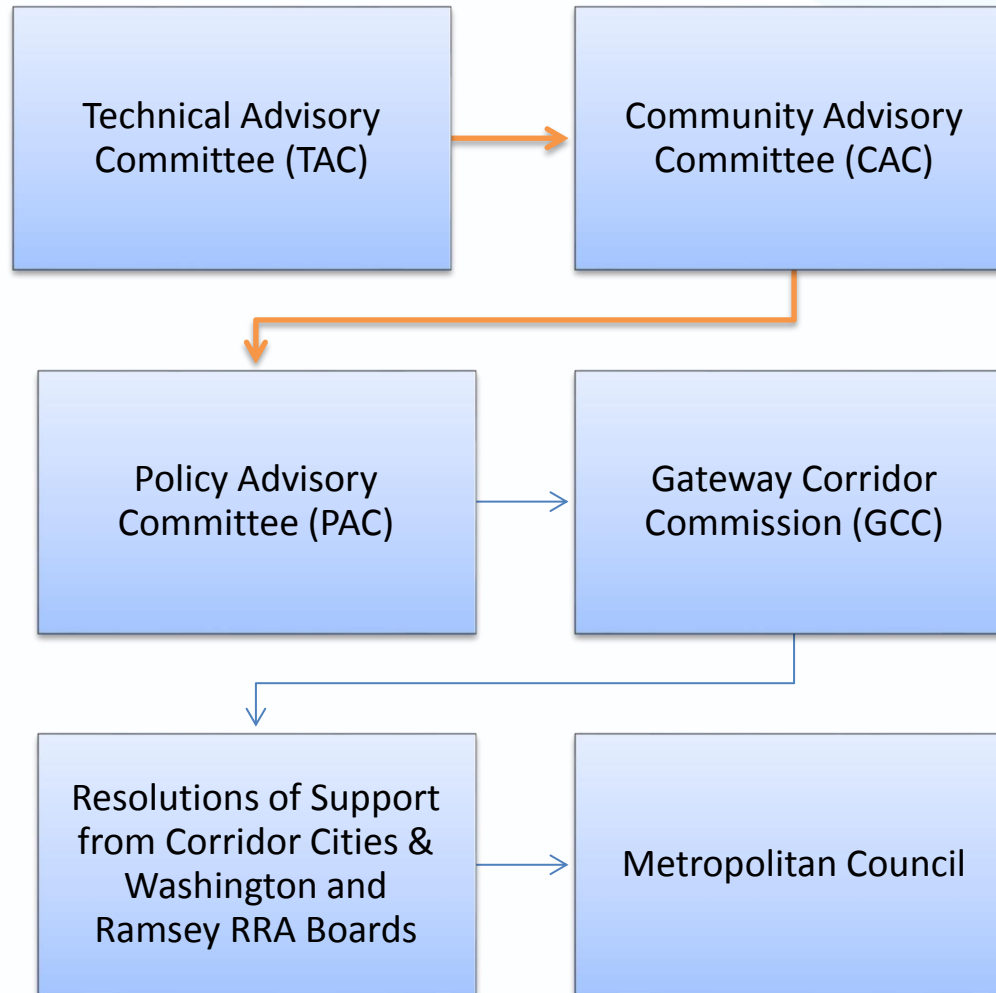 Technical Advisory
Committee (TAC)
Community Advisory
Committee (CAC)
Policy Advisory
Committee (PAC)
Gateway Corridor
Commission (GCC)
Resolutions of Support
from Corridor Cities &
Washington and
Ramsey RRA Boards
Metropolitan Council